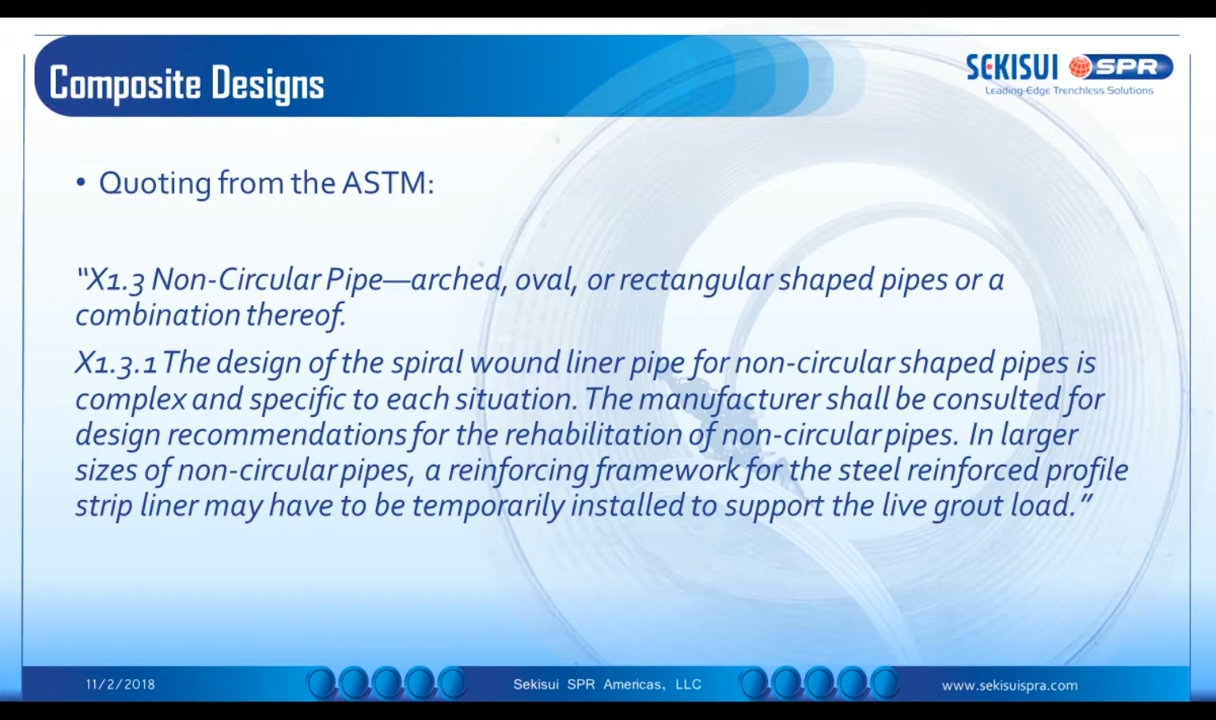 Composite Designs
SEKISUI SPR
Leading-Edge Trenchless Solutions
• Quoting from the ASTM:
“X1.3 Non-Circular Pipe—arched, oval, or rectangular shaped pipes or a
combination thereof.
X1.3.1 The design of the spiral wound liner pipe for non-circular shaped pipes is
complex and specific to each situation. The manufacturer shall be consulted for
design recommendations for the rehabilitation of non-circular pipes. In larger
sizes of non-circular pipes, a reinforcing framework for the steel reinforced profile
strip liner may have to be temporarily installed to support the live grout load.”
11/2/2018
Sekisui SPR Americas, LLC
www.sekisuispra.com